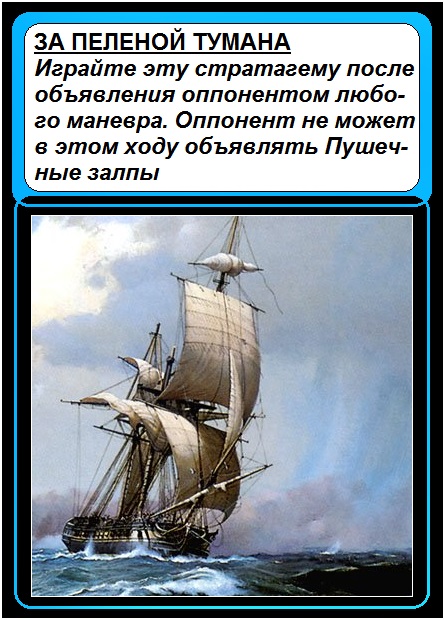 ЗА ПЕЛЕНОЙ ТУМАНА
Играйте эту стратагему после
объявления оппонентом любо-
го маневра. Оппонент не может
в этом ходу объявлять Пушеч-
ные залпы